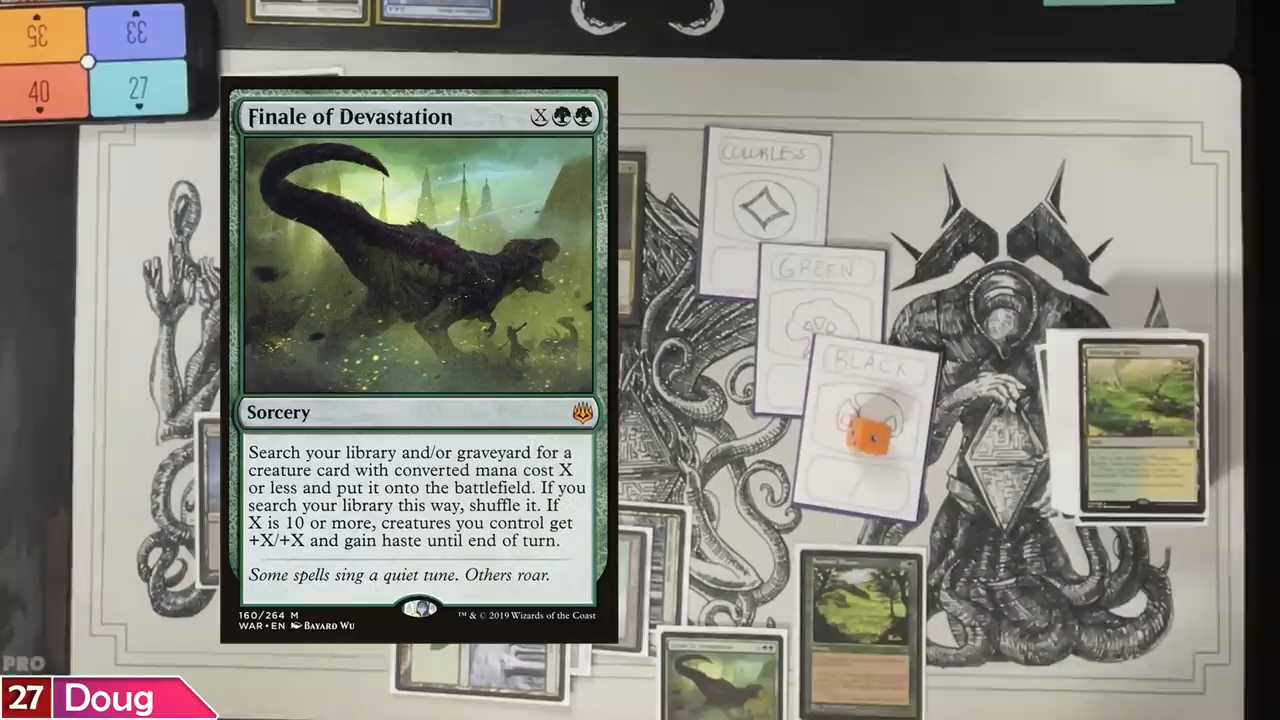 35
33
40
27
Finale of Devastation
X
Sorcery
Search your library and/or graveyard for a
creature card with converted mana cost X
or less and put it onto the battlefield. If you
search your library this way, shuffle it. If
X is 10 or more, creatures you control get
+X/+X and gain haste until end of turn.
Some spells sing a quiet tune. Others roar.
160/264 M
WAR • EN BAYARD WU
™ & © 2019 Wizards of the Coast
COLORLESS
GREEN
BLACK
Finale of Devastation
PRO
27 Doug